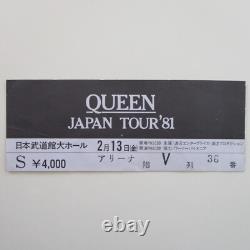 QUEEN
JAPAN TOUR'81
日本武道館大ホール 2月13日㊎
S ¥4,000 アリーナ 階 V 列 36 番